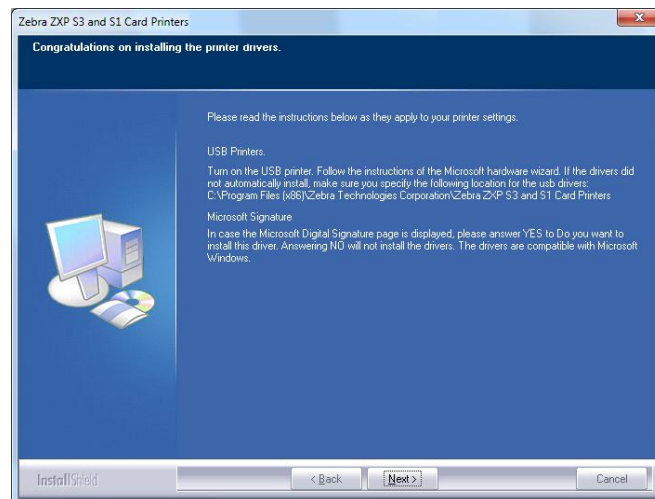 Zebra ZXP S3 and S1 Card Printers
Congratulations on installing the printer drivers.
Please read the instructions below as they apply to your printer settings.
USB Printers.
Turn on the USB printer. Follow the instructions of the Microsoft hardware wizard. If the drivers did
not automatically install, make sure you specify the following location for the usb drivers:
C:\Program Files (x86)\Zebra Technologies Corporation\Zebra ZXP S3 and S1 Card Printers
Microsoft Signature
In case the Microsoft Digital Signature page is displayed, please answer YES to Do you want to
install this driver. Answering NO will not install the drivers. The drivers are compatible with Microsoft
Windows.
InstallShield
< Back
Next >
Cancel